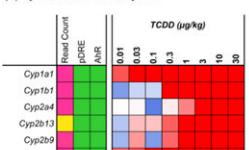 TCDD (µg/kg)
Read Count pDRE AhR 0.01 0.03 0.1 0.3 1 3 10 30
Cyp1a1
Cyp1b1
Cyp2a4
Cyp2b13
Cyp2b9